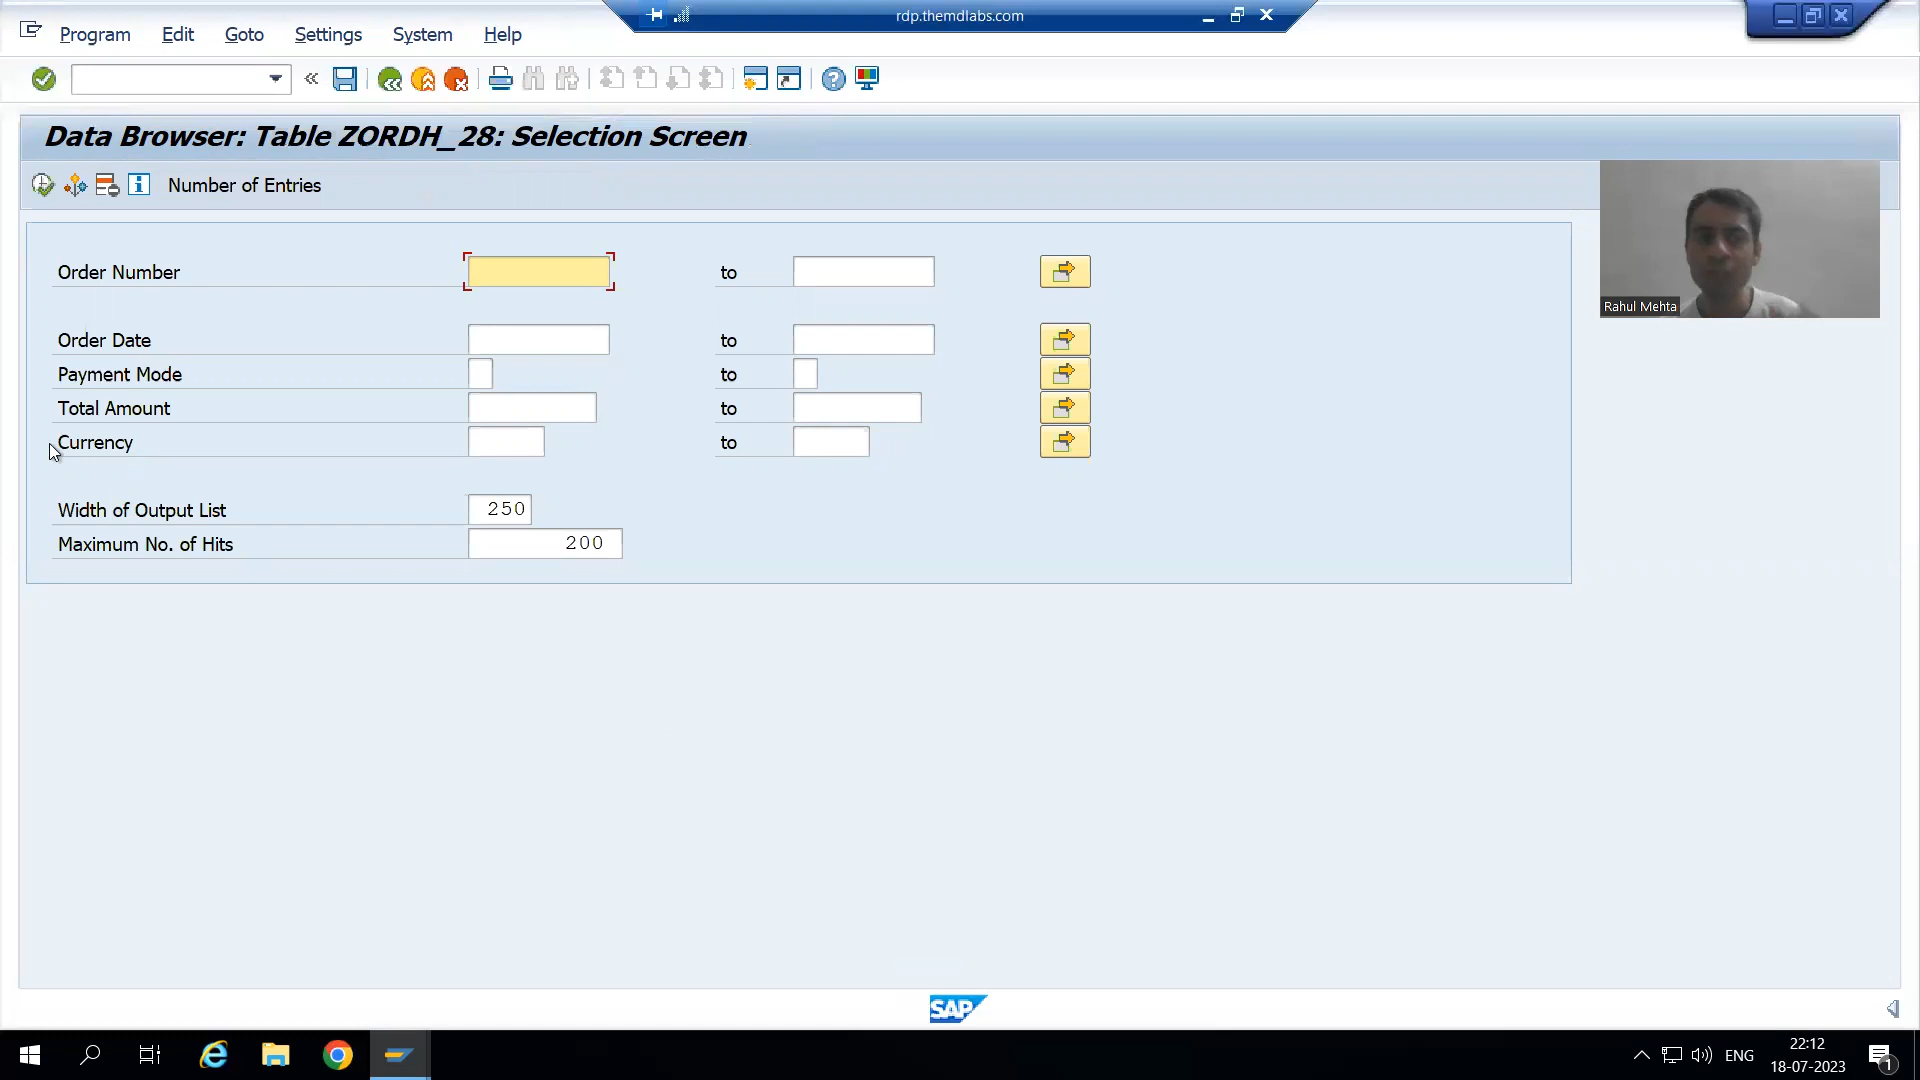 rdp.themdlabs.com
Program Edit Goto Settings System Help
Data Browser: Table ZORDH_28: Selection Screen
Number of Entries
Order Number to
Order Date to
Payment Mode to
Total Amount to
Currency to
Width of Output List 250
Maximum No. of Hits 200
Rahul Mehta
SAP
ENG
22:12
18-07-2023
1